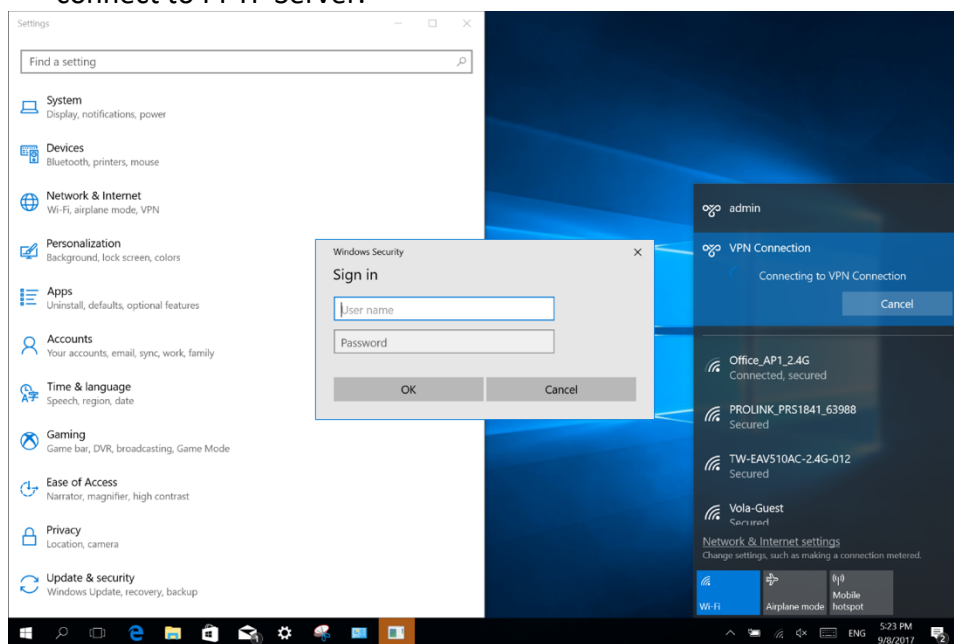 connect to PPTP Server.
Settings
Find a setting
System
Display, notifications, power
Devices
Bluetooth, printers, mouse
Network & Internet
Wi-Fi, airplane mode, VPN
Personalization
Background, lock screen, colors
Apps
Uninstall, defaults, optional features
Accounts
Your accounts, email, sync, work, family
Time & language
Speech, region, date
Gaming
Game bar, DVR, broadcasting, Game Mode
Ease of Access
Narrator, magnifier, high contrast
Privacy
Location, camera
Update & security
Windows Update, recovery, backup
Windows Security
Sign in
User name
Password
OK Cancel
admin
VPN Connection
Connecting to VPN Connection
Cancel
Office_AP1_2.4G
Connected, secured
PROLINK_PRS1841_63988
Secured
TW-EAV510AC-2.4G-012
Secured
Vola-Guest
Secured
Network & Internet settings
Change settings, such as making a connection metered.
Wi-Fi
Airplane mode
Mobile
hotspot
ENG
5:23 PM
9/8/2017
2